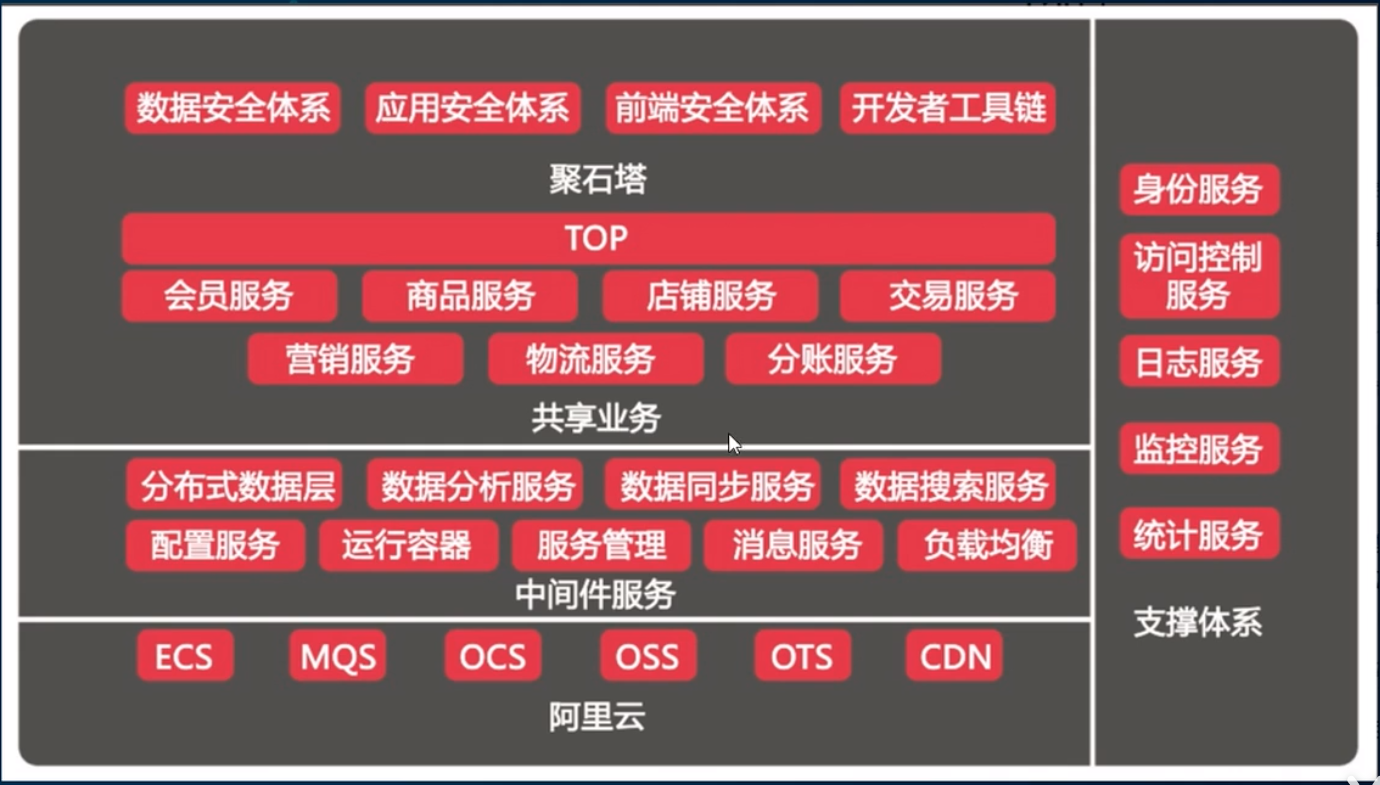 数据安全体系 应用安全体系 前端安全体系 开发者工具链
聚石塔
TOP
会员服务 商品服务 店铺服务 交易服务
营销服务 物流服务 分账服务
共享业务
分布式数据层 数据分析服务 数据同步服务 数据搜索服务
配置服务 运行容器 服务管理 消息服务 负载均衡
中间件服务
ECS MQS OCS OSS OTS CDN
阿里云
身份服务
访问控制
服务
日志服务
监控服务
统计服务
支撑体系